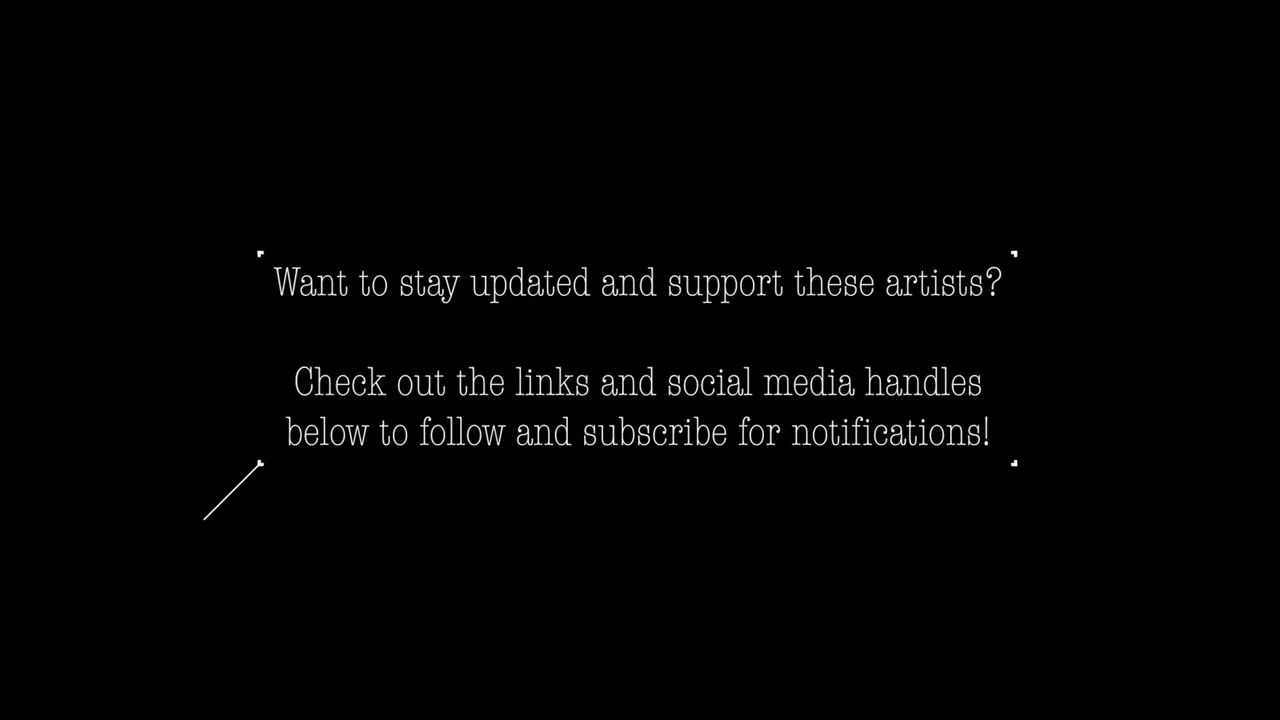 Want to stay updated and support these artists?
Check out the links and social media handles
below to follow and subscribe for notifications!